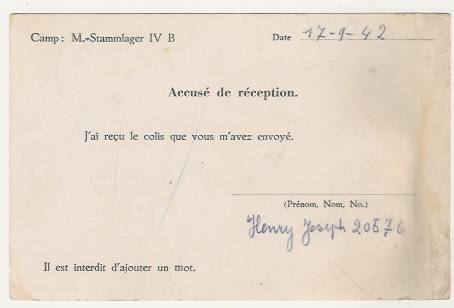 Camp: M.-Stammlager IV B Date 17-9-42
Accusé de réception.
J'ai reçu le colis que vous m'avez envoyé.
(Prénom, Nom, No.)
Henry Joseph 20576
Il est interdit d'ajouter un mot.